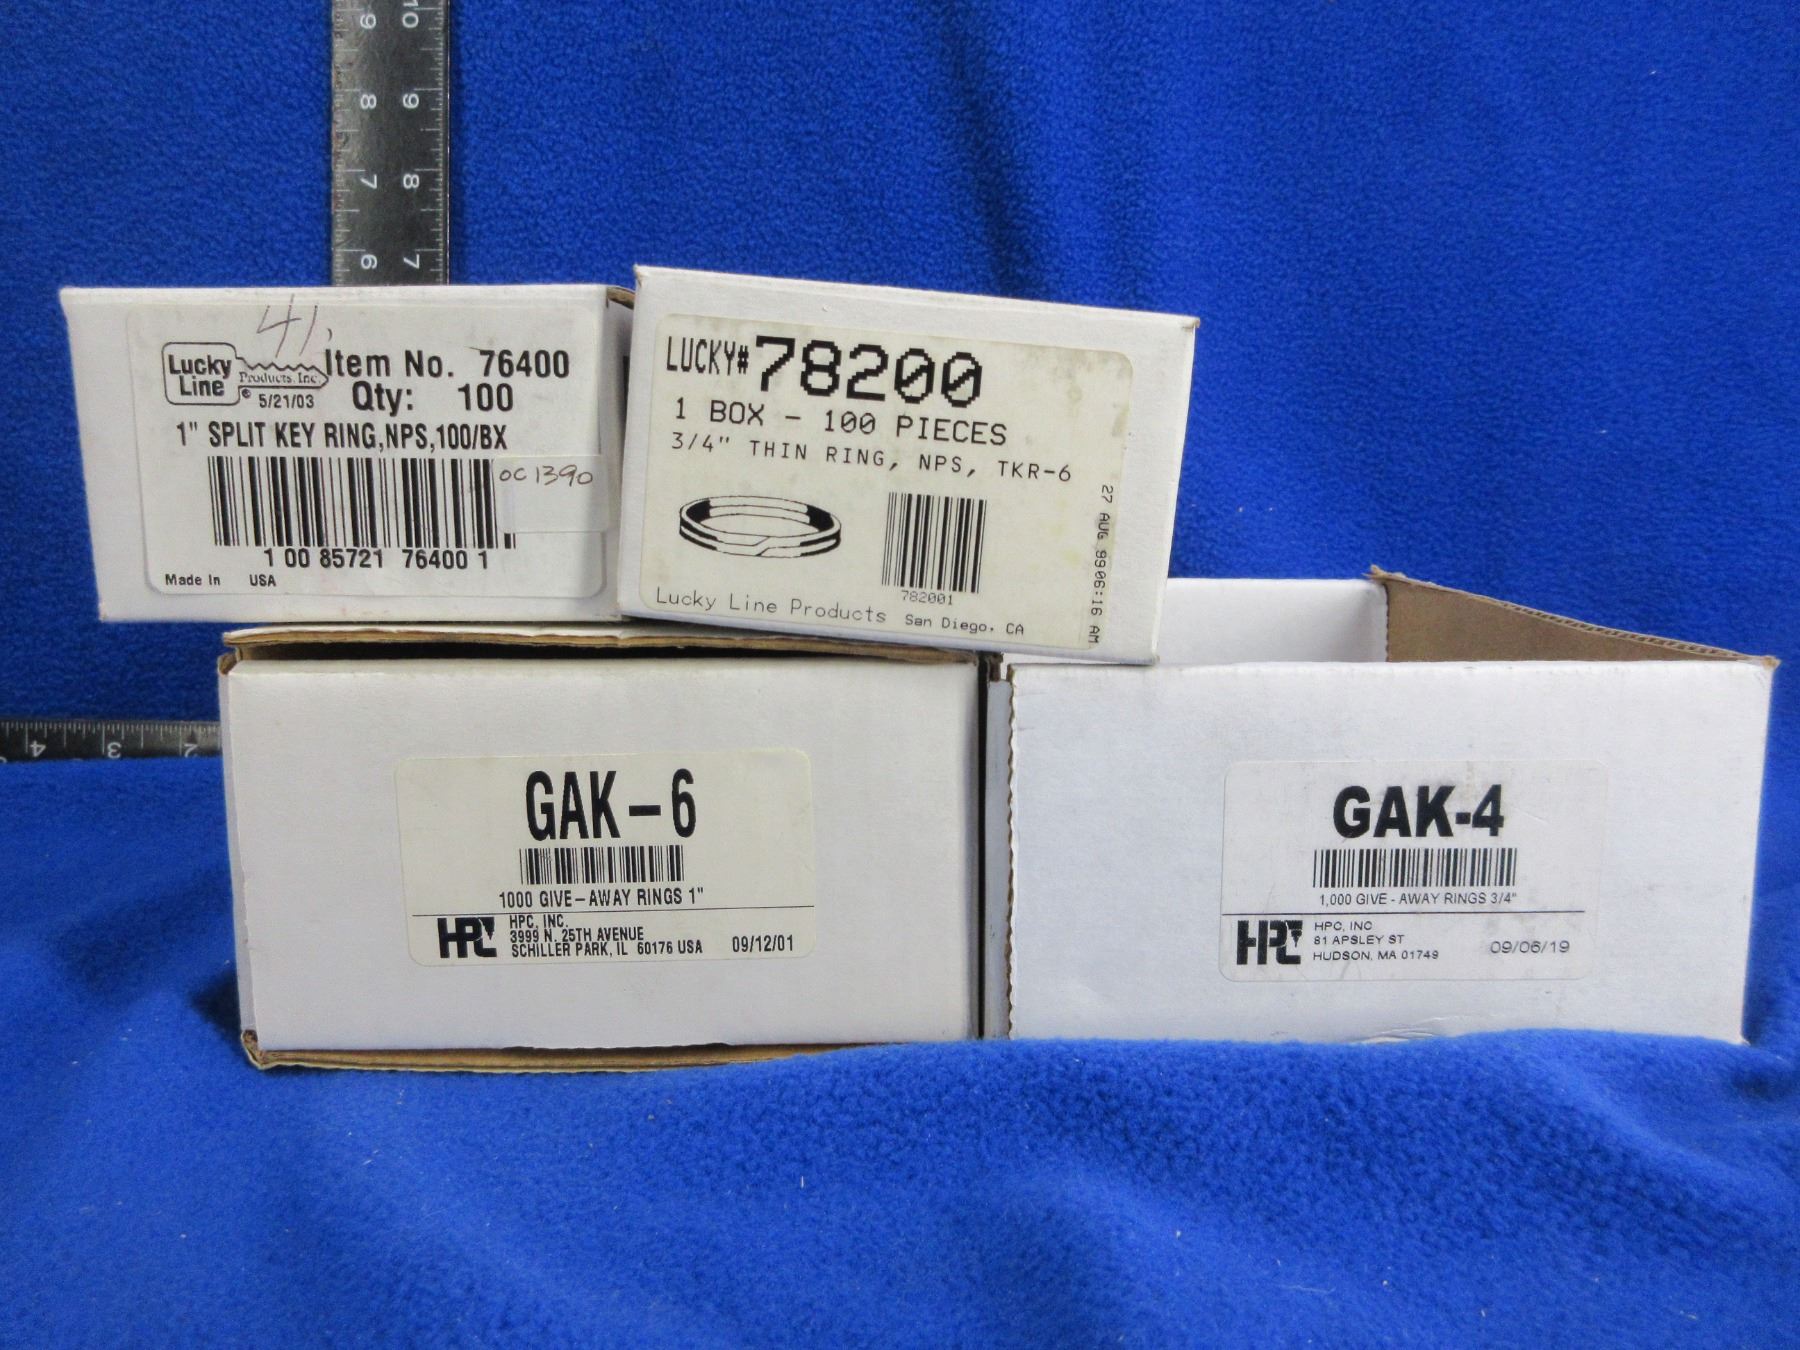 10
9
9
8
8
7
7
6
4
3
2
41.
Lucky Line
Products, Inc.
®
5/21/03
Item No. 76400
Qty: 100
1" SPLIT KEY RING,NPS,100/BX
OC1390
1 00 85721 76400 1
Made In USA
LUCKY# 78200
1 BOX - 100 PIECES
3/4" THIN RING, NPS, TKR-6
782001
Lucky Line Products San Diego, CA
27 AUG 9906:16 AM
GAK-6
1000 GIVE-AWAY RINGS 1"
HPC
HPC, INC.
3999 N. 25TH AVENUE
SCHILLER PARK, IL 60176 USA
09/12/01
GAK-4
1,000 GIVE - AWAY RINGS 3/4"
HPC
HPC, INC
81 APSLEY ST
HUDSON, MA 01749
09/06/19